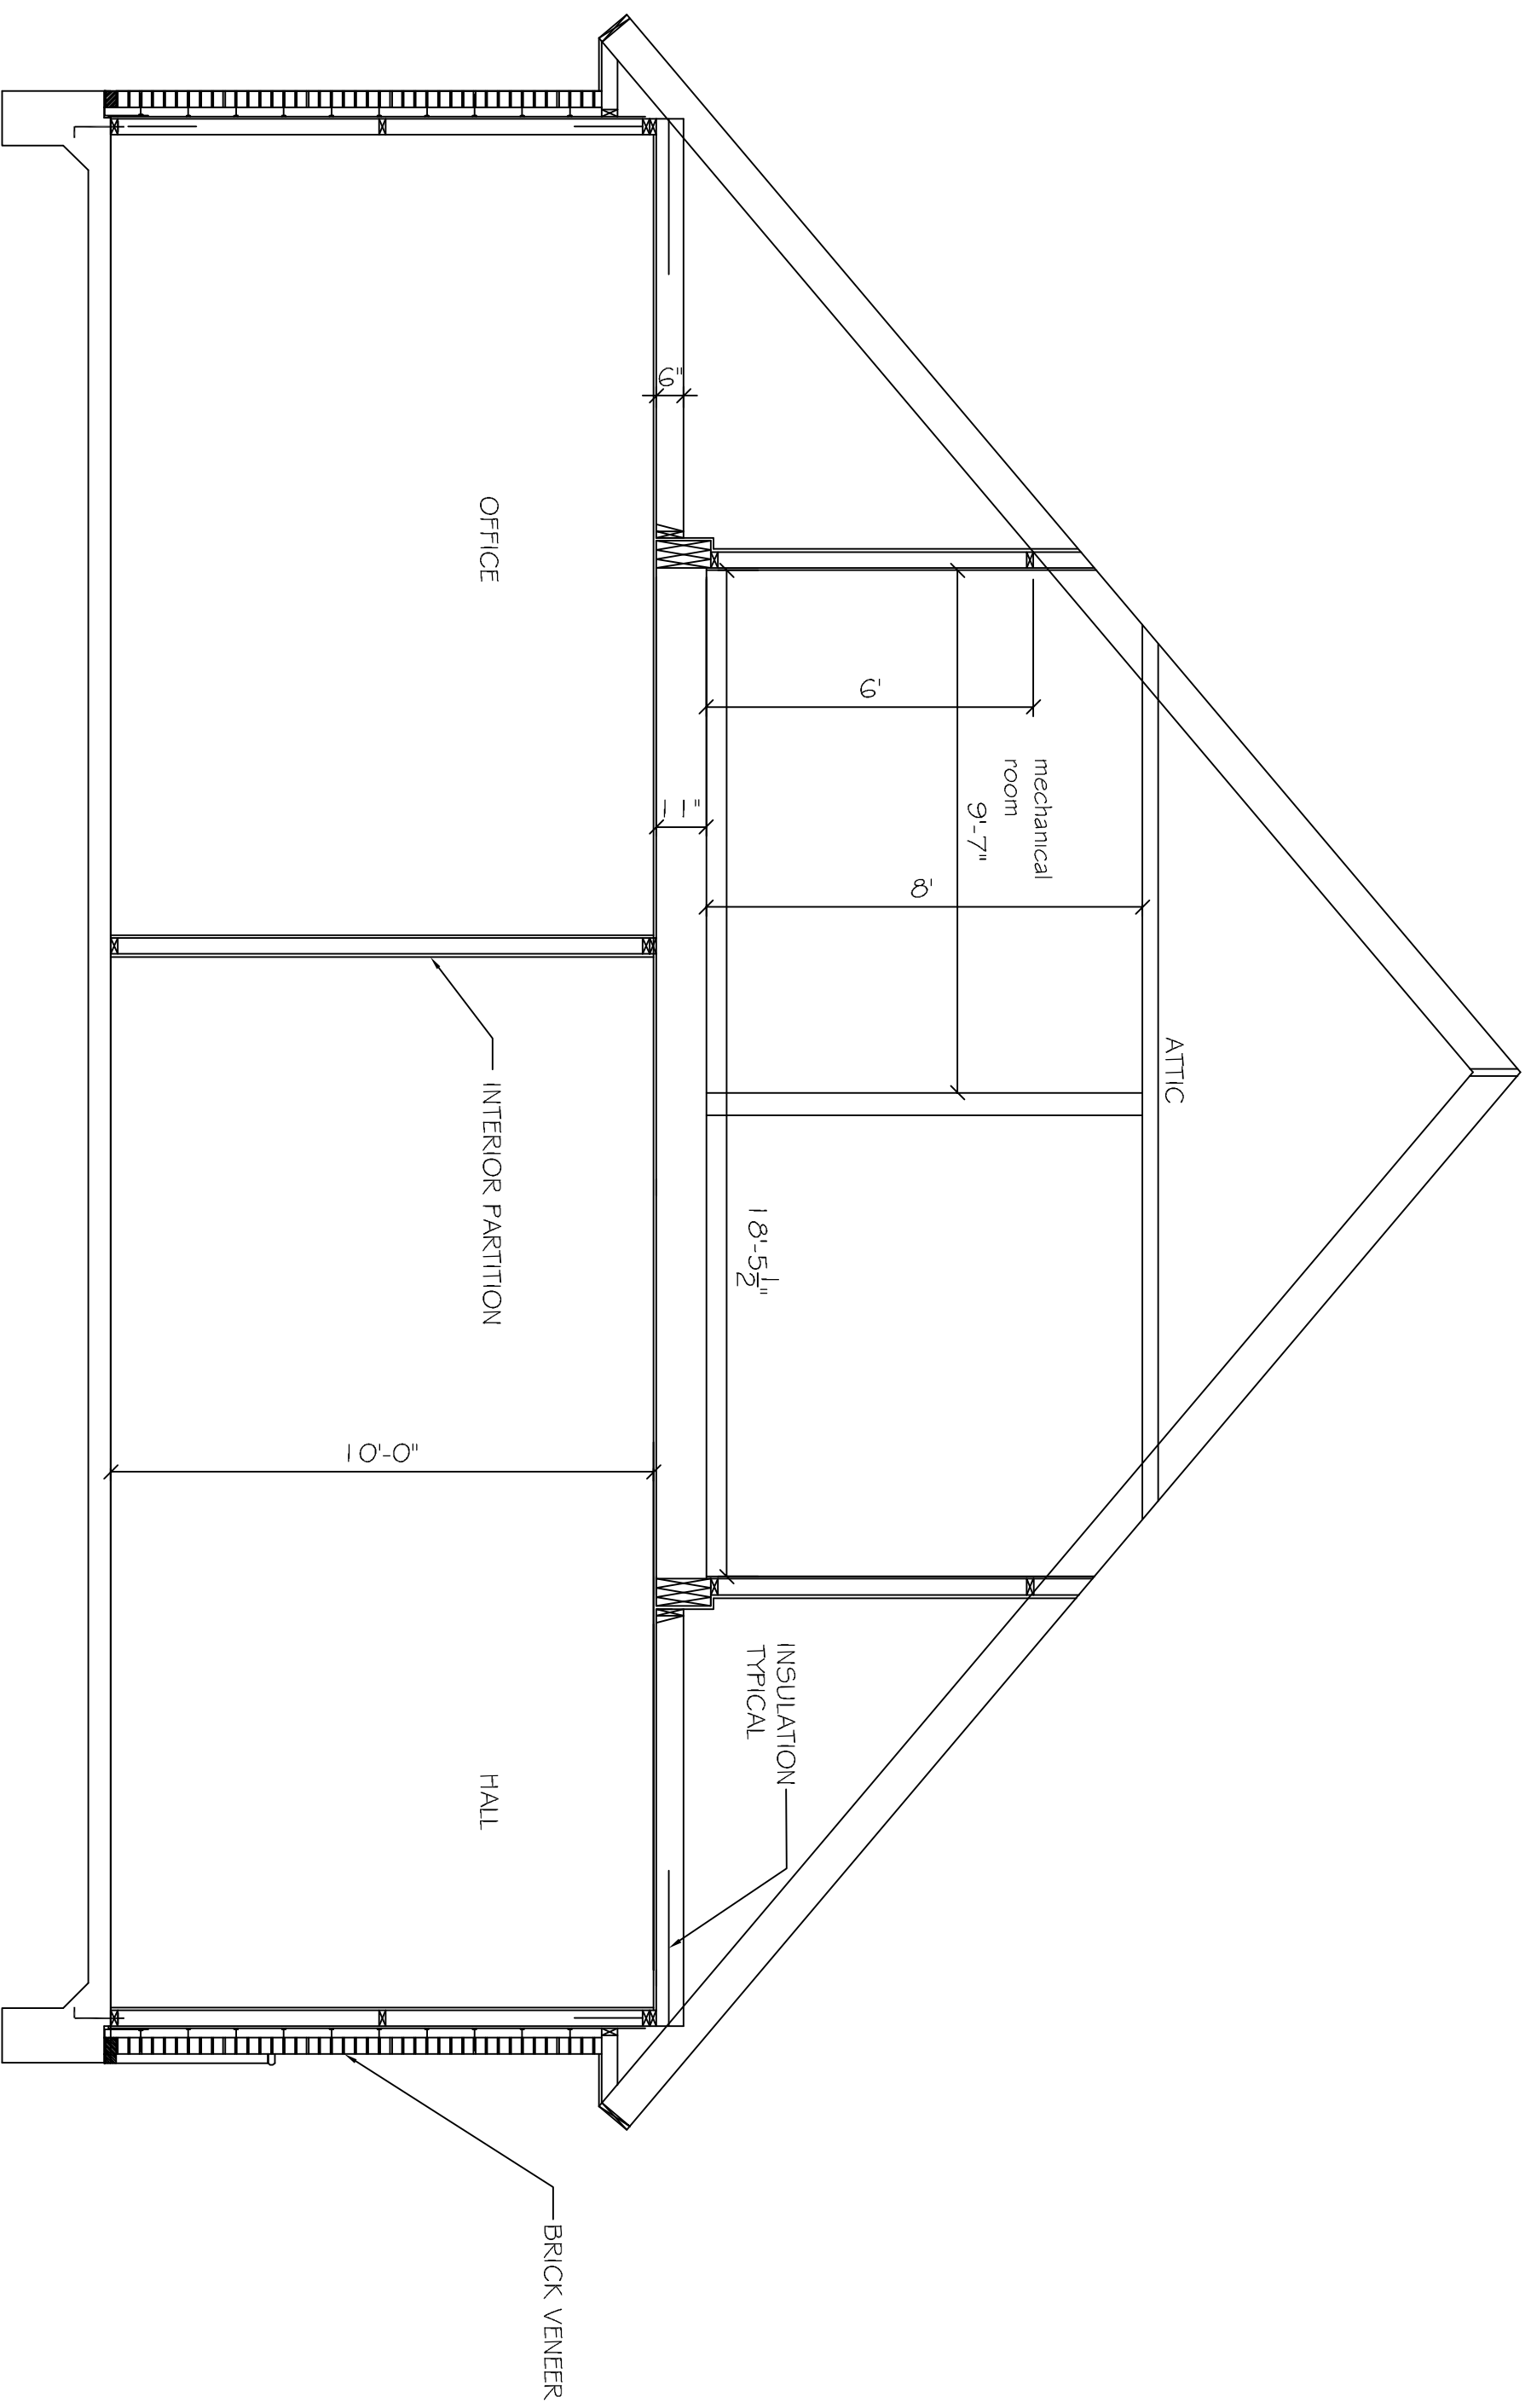 ATTIC
mechanical
room
9'-7"
8'
6'
18'-5 1/2"
INSULATION
TYPICAL
11"
6"
OFFICE
INTERIOR PARTITION
HALL
10'-0"
BRICK VENEER